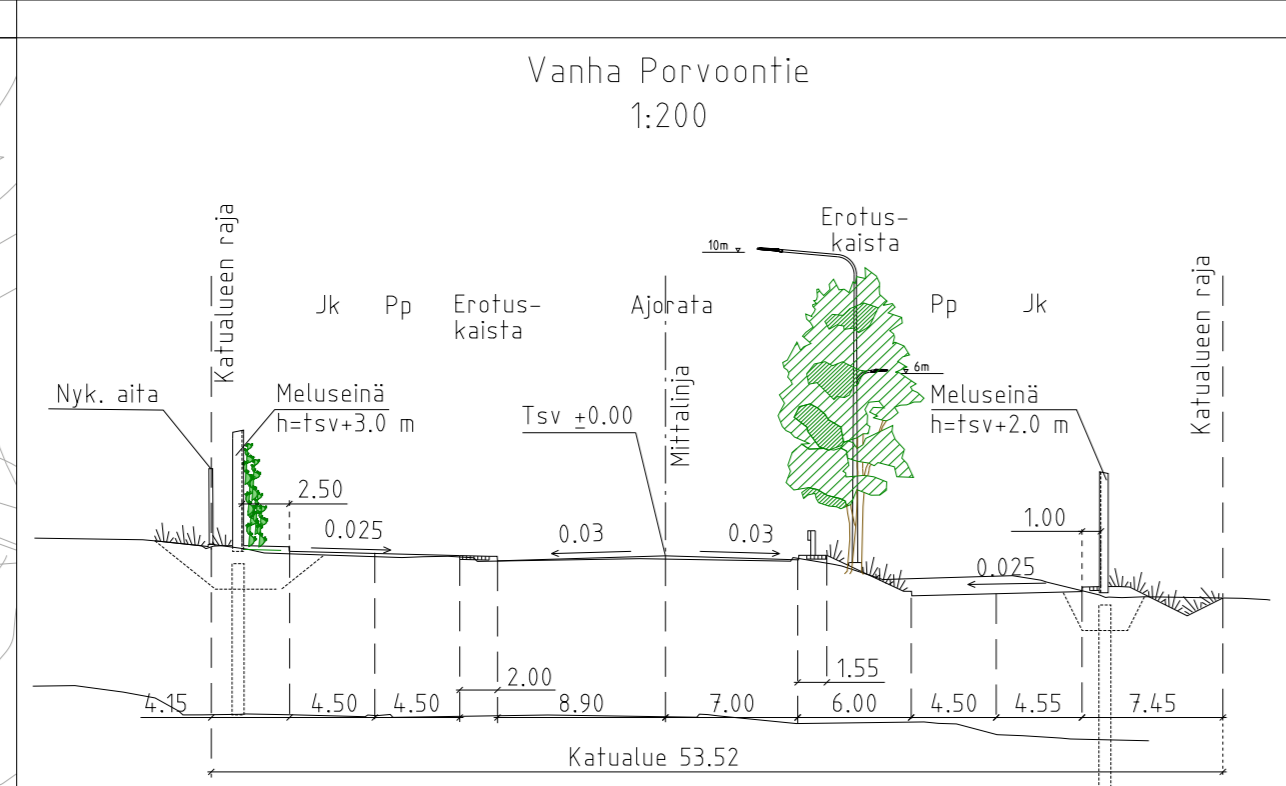 Vanha Porvoontie
1:200
Katualueen raja
Jk
Pp
Erotus-
kaista
Ajorata
Mittalinja
10m
Erotus-
kaista
6m
Pp
Jk
Katualueen raja
Nyk. aita
Meluseinä
h=tsv+3.0 m
Tsv ±0.00
Meluseinä
h=tsv+2.0 m
2.50
0.025
0.03
0.03
1.00
0.025
2.00
1.55
4.15
4.50
4.50
8.90
7.00
6.00
4.50
4.55
7.45
Katualue 53.52